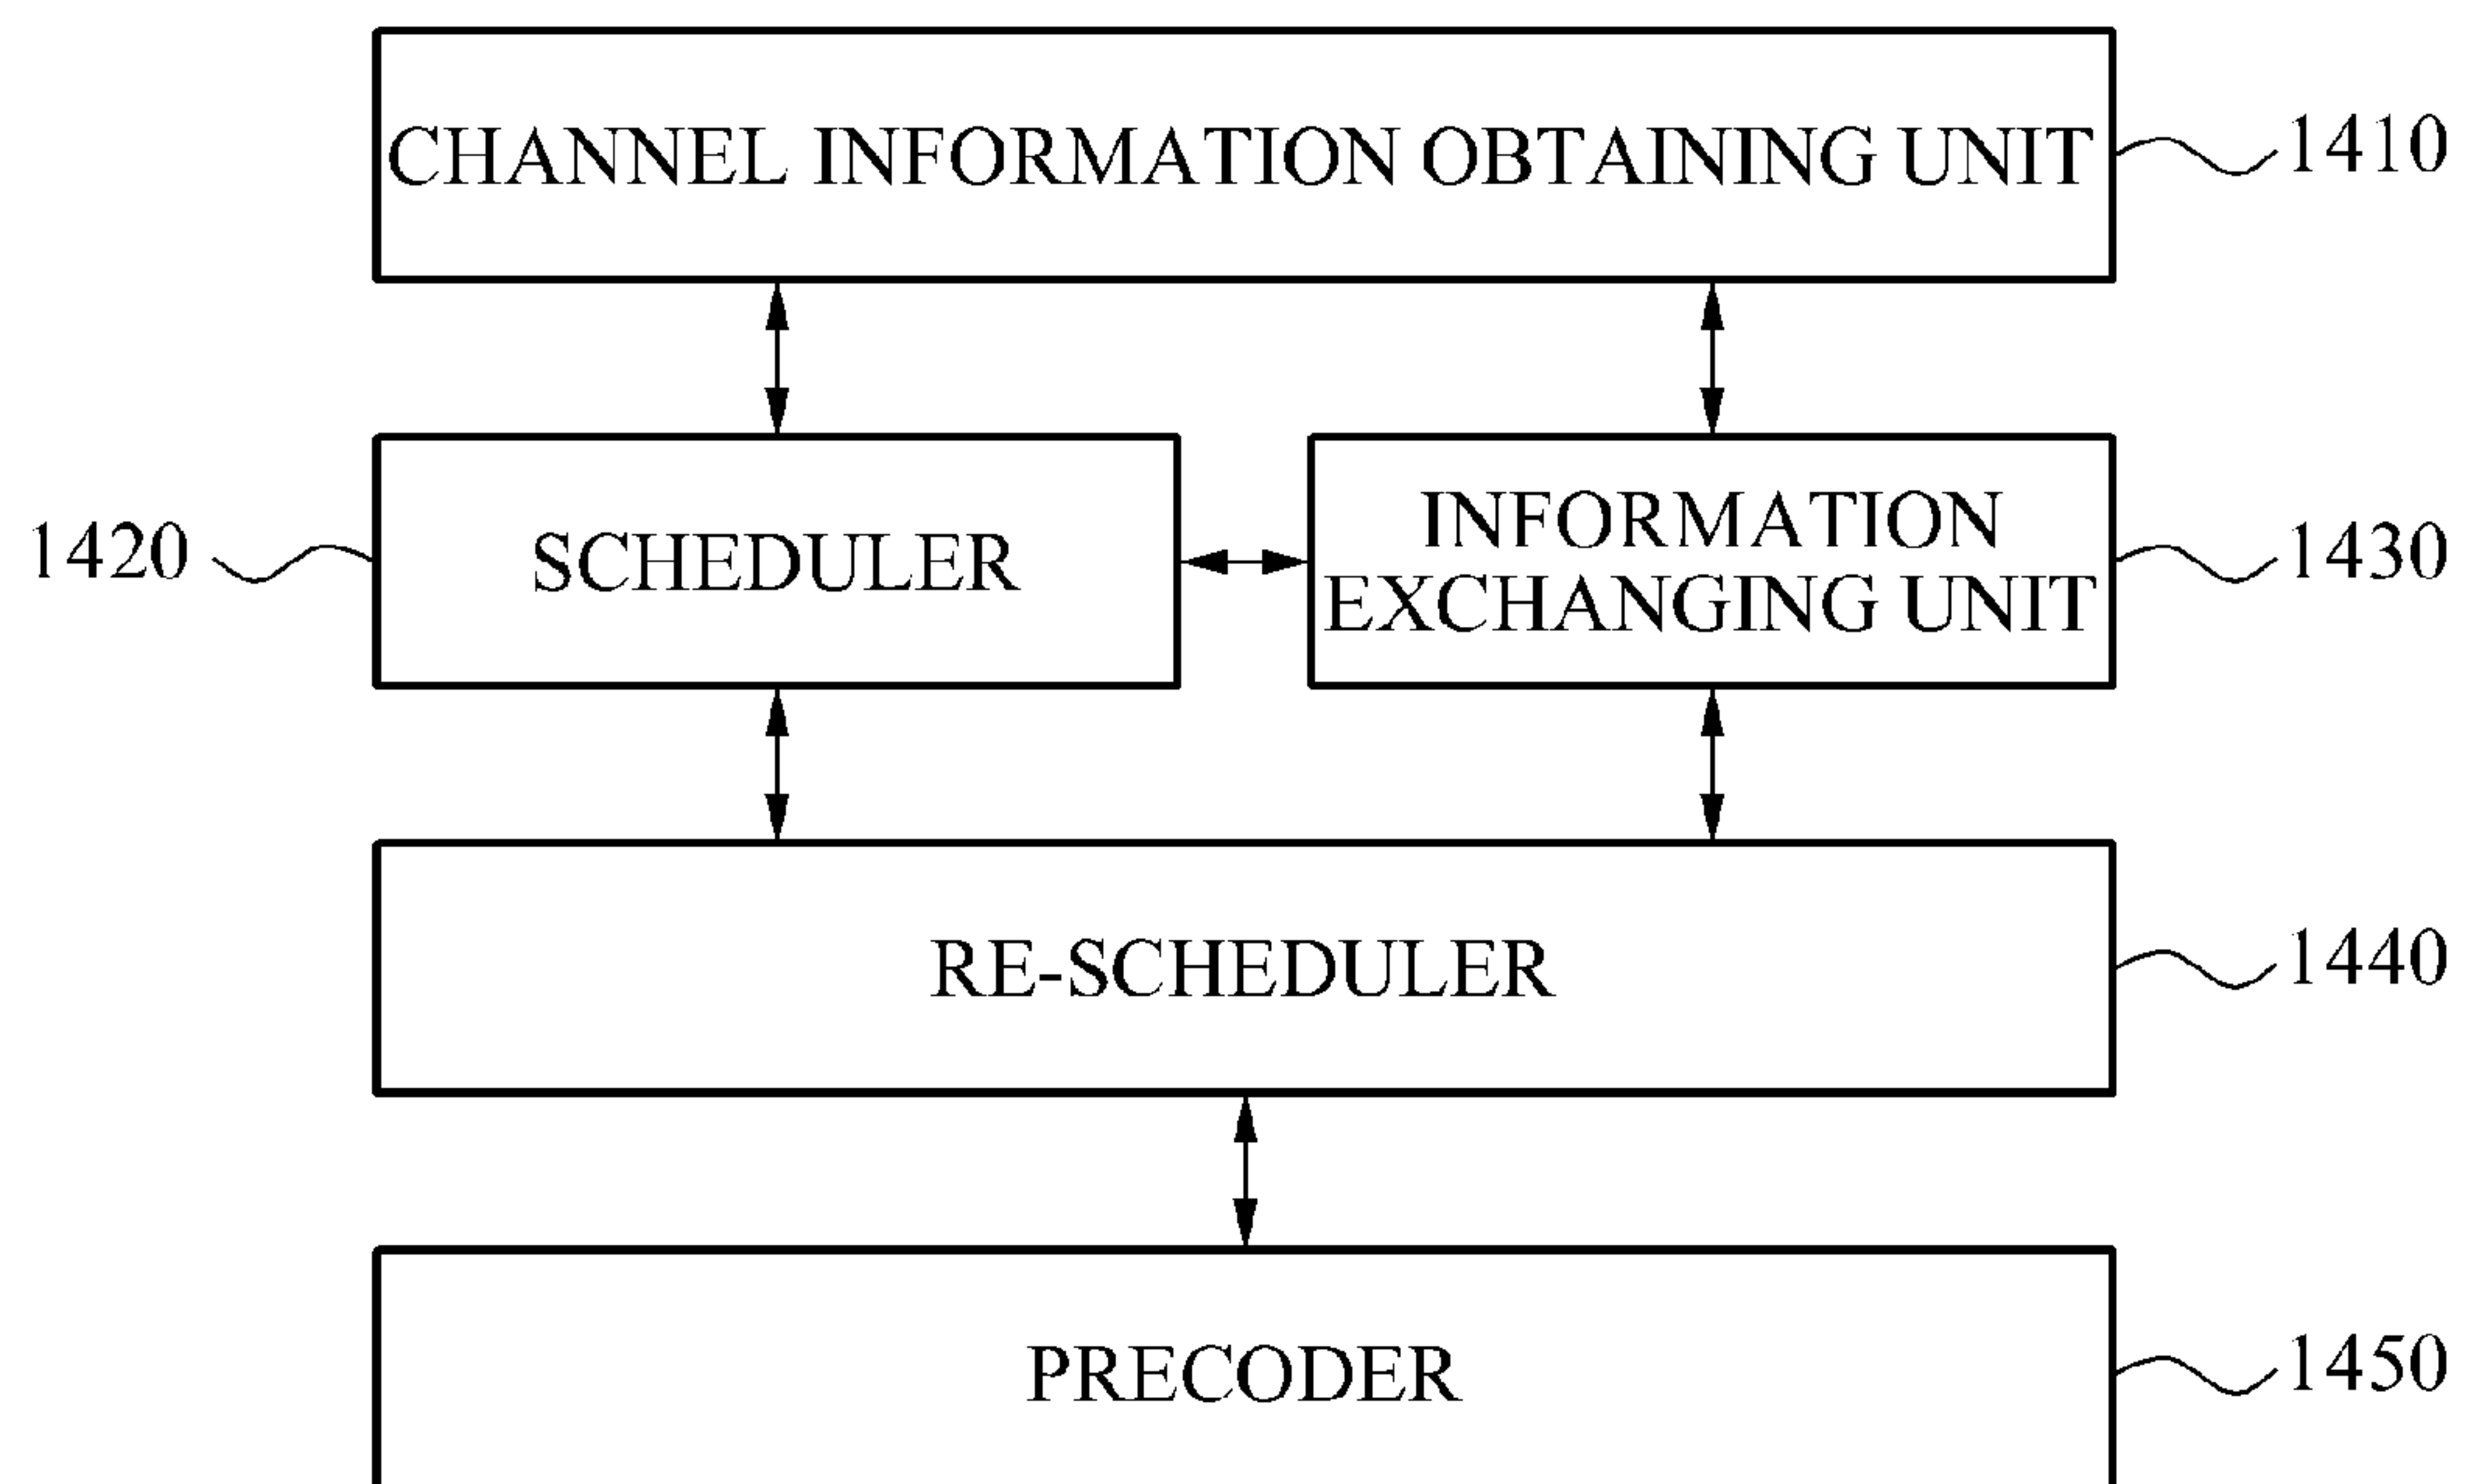 CHANNEL INFORMATION OBTAINING UNIT
1410
1420
SCHEDULER
INFORMATION
EXCHANGING UNIT
1430
RE-SCHEDULER
1440
PRECODER
1450